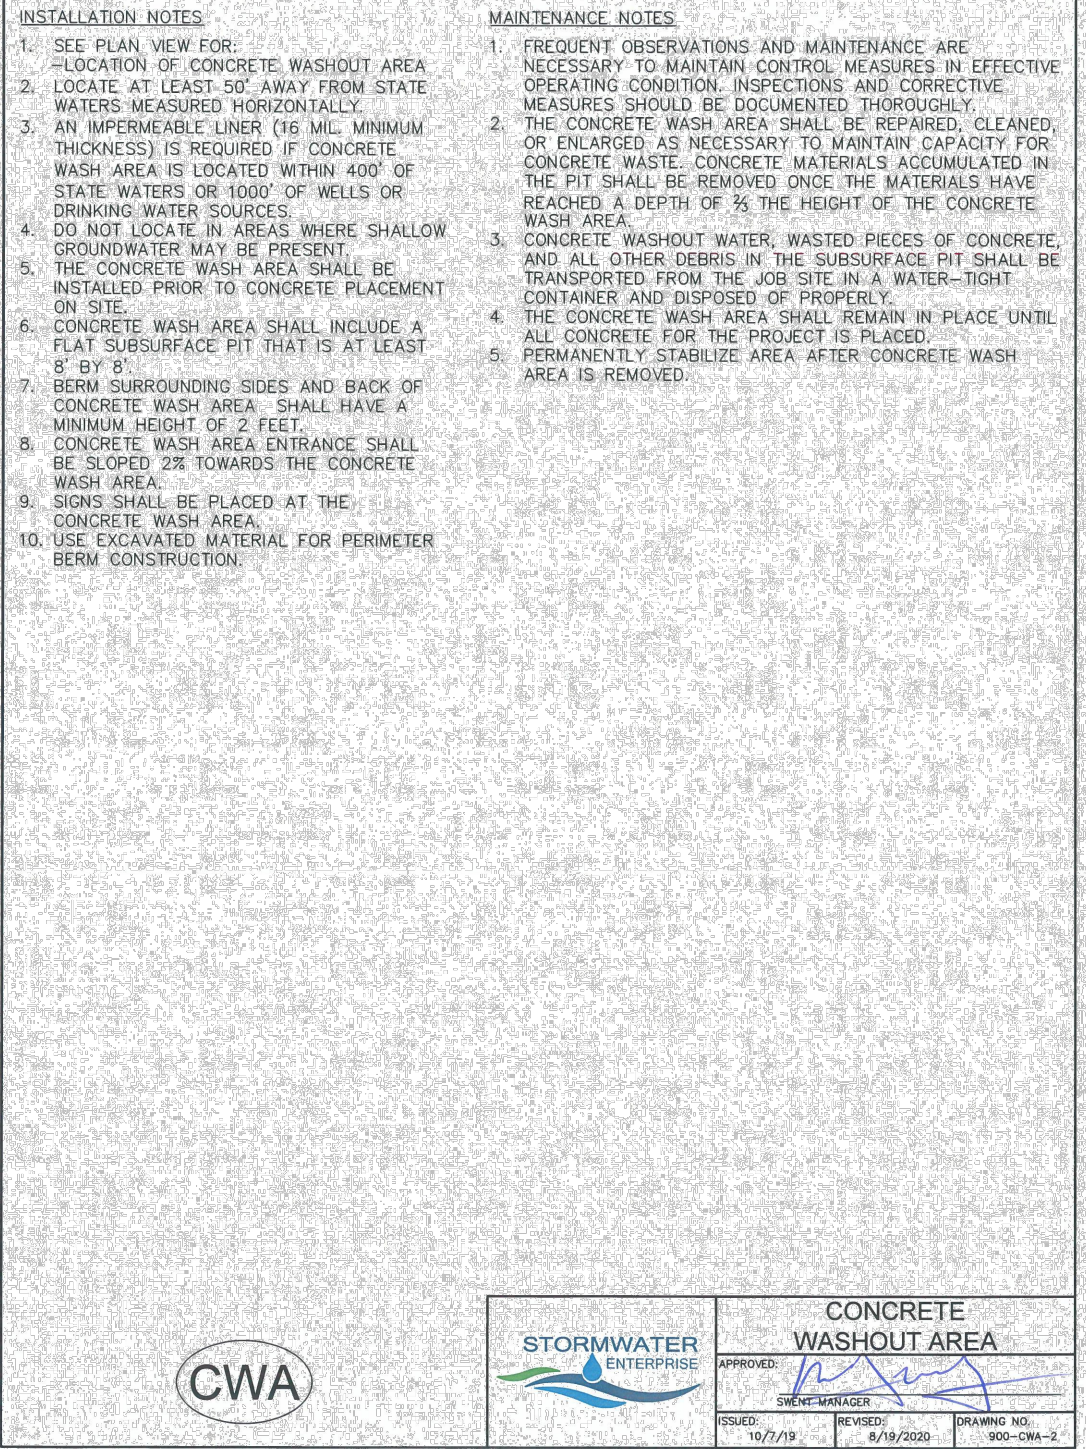 INSTALLATION NOTES
1. SEE PLAN VIEW FOR:
-LOCATION OF CONCRETE WASHOUT AREA
2. LOCATE AT LEAST 50' AWAY FROM STATE
WATERS MEASURED HORIZONTALLY.
3. AN IMPERMEABLE LINER (16 MIL. MINIMUM
THICKNESS) IS REQUIRED IF CONCRETE
WASH AREA IS LOCATED WITHIN 400' OF
STATE WATERS OR 1000' OF WELLS OR
DRINKING WATER SOURCES.
4. DO NOT LOCATE IN AREAS WHERE SHALLOW
GROUNDWATER MAY BE PRESENT.
5. THE CONCRETE WASH AREA SHALL BE
INSTALLED PRIOR TO CONCRETE PLACEMENT
ON SITE.
6. CONCRETE WASH AREA SHALL INCLUDE A
FLAT SUBSURFACE PIT THAT IS AT LEAST
8' BY 8'.
7. BERM SURROUNDING SIDES AND BACK OF
CONCRETE WASH AREA SHALL HAVE A
MINIMUM HEIGHT OF 2 FEET.
8. CONCRETE WASH AREA ENTRANCE SHALL
BE SLOPED 2% TOWARDS THE CONCRETE
WASH AREA.
9. SIGNS SHALL BE PLACED AT THE
CONCRETE WASH AREA.
10. USE EXCAVATED MATERIAL FOR PERIMETER
BERM CONSTRUCTION.
MAINTENANCE NOTES
1. FREQUENT OBSERVATIONS AND MAINTENANCE ARE
NECESSARY TO MAINTAIN CONTROL MEASURES IN EFFECTIVE
OPERATING CONDITION. INSPECTIONS AND CORRECTIVE
MEASURES SHOULD BE DOCUMENTED THOROUGHLY.
2. THE CONCRETE WASH AREA SHALL BE REPAIRED, CLEANED,
OR ENLARGED AS NECESSARY TO MAINTAIN CAPACITY FOR
CONCRETE WASTE. CONCRETE MATERIALS ACCUMULATED IN
THE PIT SHALL BE REMOVED ONCE THE MATERIALS HAVE
REACHED A DEPTH OF ⅔ THE HEIGHT OF THE CONCRETE
WASH AREA.
3. CONCRETE WASHOUT WATER, WASTED PIECES OF CONCRETE,
AND ALL OTHER DEBRIS IN THE SUBSURFACE PIT SHALL BE
TRANSPORTED FROM THE JOB SITE IN A WATER-TIGHT
CONTAINER AND DISPOSED OF PROPERLY.
4. THE CONCRETE WASH AREA SHALL REMAIN IN PLACE UNTIL
ALL CONCRETE FOR THE PROJECT IS PLACED.
5. PERMANENTLY STABILIZE AREA AFTER CONCRETE WASH
AREA IS REMOVED.
CWA
STORMWATER
ENTERPRISE
CONCRETE
WASHOUT AREA
APPROVED:
SWENT MANAGER
ISSUED:
10/7/19
REVISED:
8/19/2020
DRAWING NO.
900-CWA-2